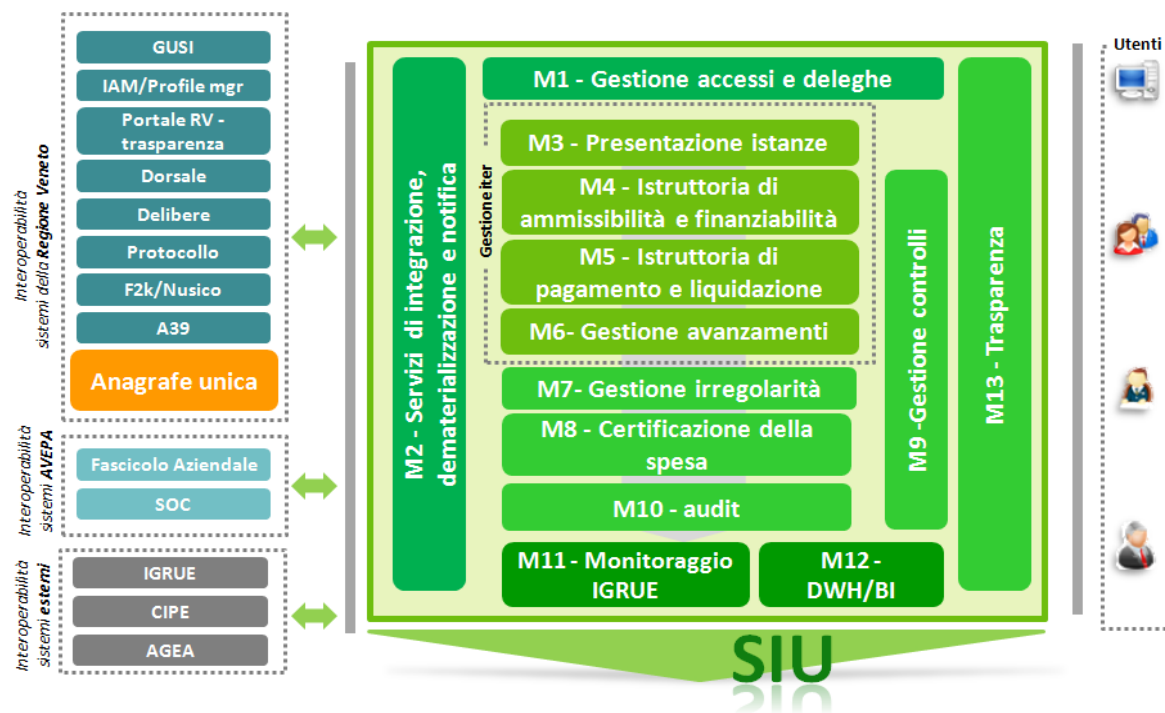 Interoperabilità
sistemi della Regione Veneto
GUSI
IAM/Profile mgr
Portale RV -
trasparenza
Dorsale
Delibere
Protocollo
F2k/Nusico
A39
Anagrafe unica
Interoperabilità
sistemi AVEPA
Fascicolo Aziendale
SOC
Interoperabilità
sistemi esterni
IGRUE
CIPE
AGEA
M2 - Servizi di integrazione,
dematerializzazione e notifica
M1 - Gestione accessi e deleghe
Gestione iter
M3 - Presentazione istanze
M4 - Istruttoria di
ammissibilità e finanziabilità
M5 - Istruttoria di
pagamento e liquidazione
M6- Gestione avanzamenti
M7- Gestione irregolarità
M8 - Certificazione della
spesa
M10 - audit
M11 - Monitoraggio
IGRUE
M12 -
DWH/BI
M9 -Gestione controlli
M13 - Trasparenza
SIU
Utenti